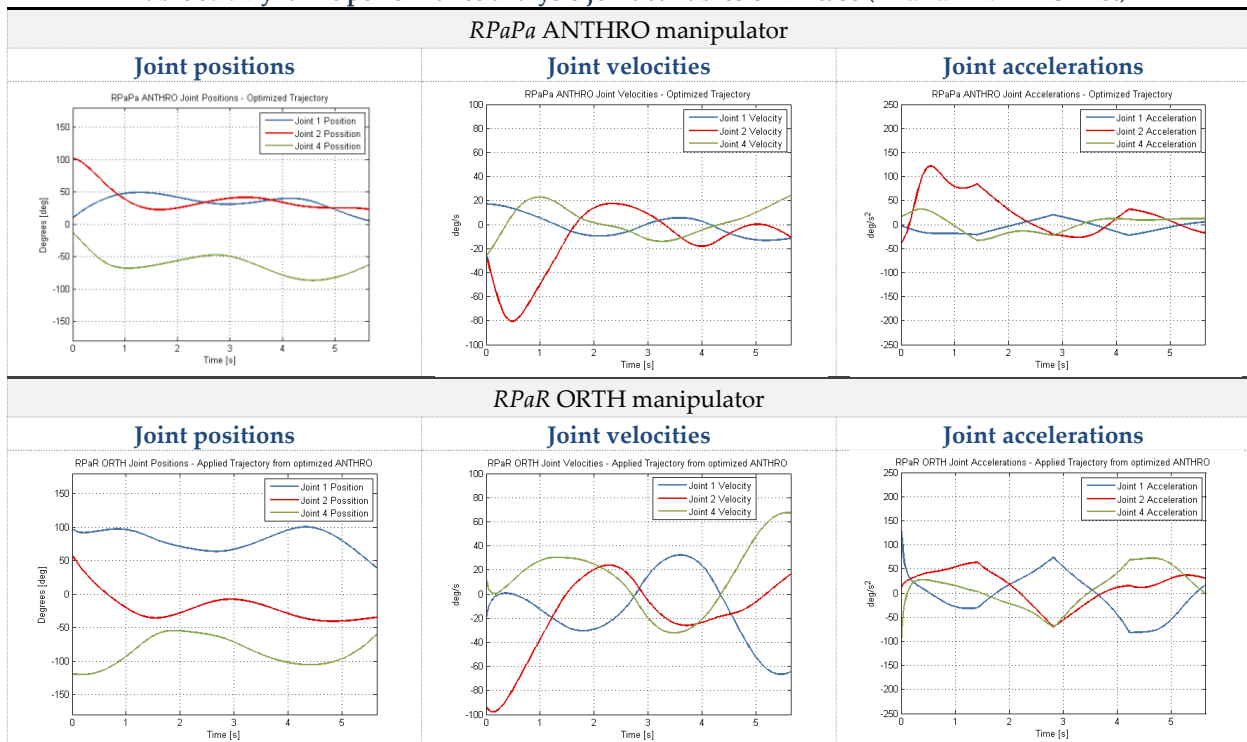 RPaPa ANTHRO manipulator
Joint positions Joint velocities Joint accelerations
RPaPa ANTHRO Joint Positions - Optimized Trajectory
150
100
50
0
-50
-100
-150
Degrees [deg]
Joint 1 Position
Joint 2 Possition
Joint 4 Possition
0 1 2 3 4 5
Time [s]
RPaPa ANTHRO Joint Velocities - Optimized Trajectory
100
80
60
40
20
0
-20
-40
-60
-80
-100
deg/s
Joint 1 Velocity
Joint 2 Velocity
Joint 4 Velocity
0 1 2 3 4 5
Time [s]
RPaPa ANTHRO Joint Accelerations - Optimized Trajectory
250
200
150
100
50
0
-50
-100
-150
-200
-250
deg/s²
Joint 1 Acceleration
Joint 2 Acceleration
Joint 4 Acceleration
0 1 2 3 4 5
Time [s]
RPaR ORTH manipulator
Joint positions Joint velocities Joint accelerations
RPaR ORTH Joint Positions - Applied Trajectory from optimized ANTHRO
150
100
50
0
-50
-100
-150
Degrees [deg]
Joint 1 Position
Joint 2 Possition
Joint 4 Possition
0 1 2 3 4 5
Time [s]
RPaR ORTH Joint Velocities - Applied Trajectory from optimized ANTHRO
100
80
60
40
20
0
-20
-40
-60
-80
-100
deg/s
Joint 1 Velocity
Joint 2 Velocity
Joint 4 Velocity
0 1 2 3 4 5
Time [s]
RPaR ORTH Joint Accelerations - Applied Trajectory from optimized ANTHRO
250
200
150
100
50
0
-50
-100
-150
-200
-250
deg/s²
Joint 1 Acceleration
Joint 2 Acceleration
Joint 4 Acceleration
0 1 2 3 4 5
Time [s]